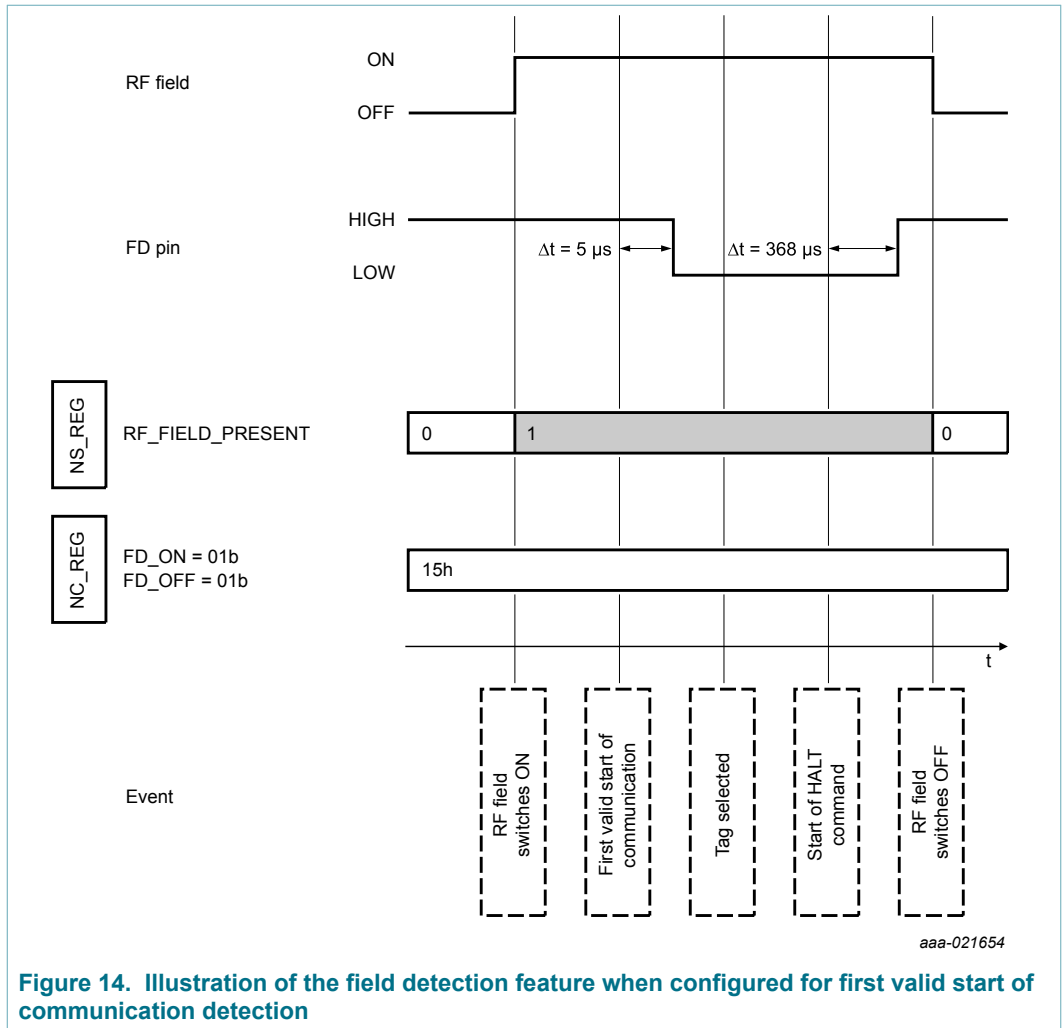 RF field
ON
OFF
FD pin
HIGH
LOW
Δt = 5 μs
Δt = 368 μs
NS_REG
RF_FIELD_PRESENT
0
1
0
NC_REG
FD_ON = 01b
FD_OFF = 01b
15h
t
Event
RF field
switches ON
First valid start of
communication
Tag selected
Start of HALT
command
RF field
switches OFF
aaa-021654
Figure 14. Illustration of the field detection feature when configured for first valid start of
communication detection